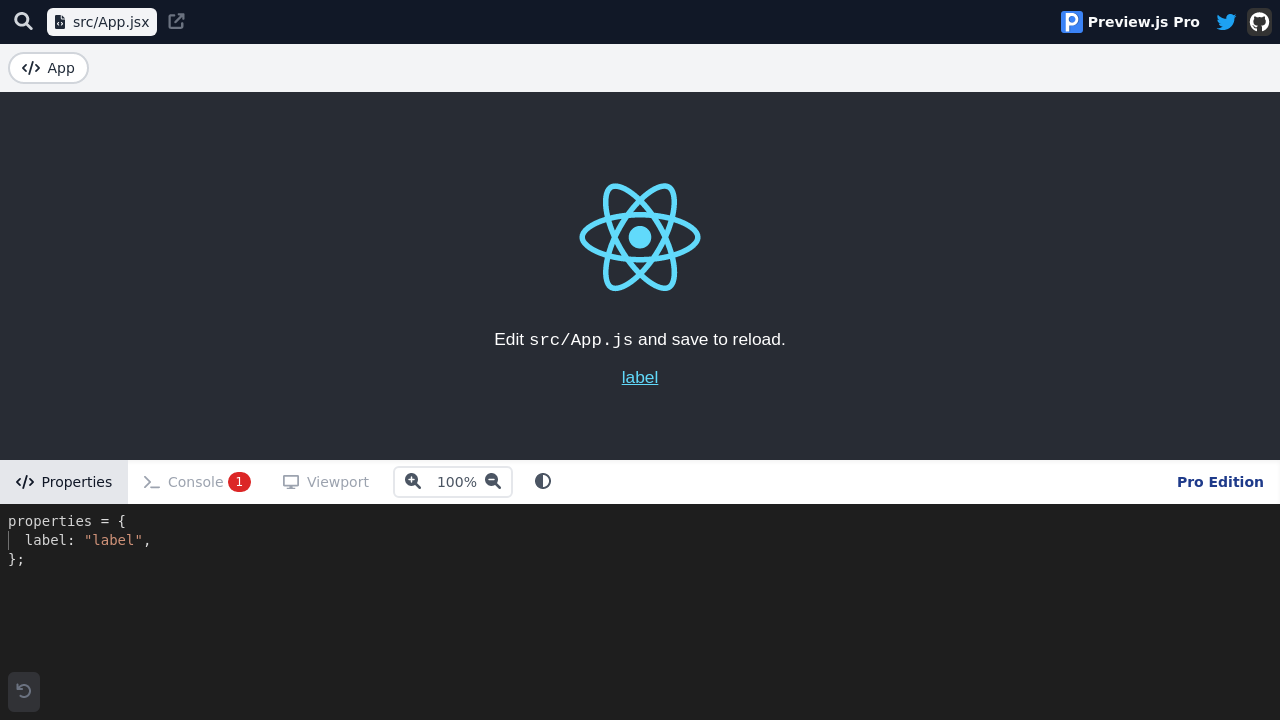 src/App.jsx
Preview.js Pro
App
Edit src/App.js and save to reload.
label
Properties
Console 1
Viewport
100%
Pro Edition
properties = {
  label: "label",
};